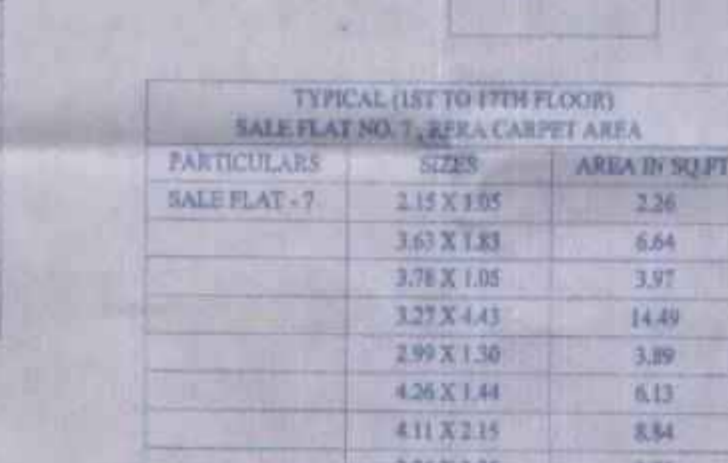 TYPICAL (1ST TO 17TH FLOOR)
SALE FLAT NO. 7 , RERA CARPET AREA
PARTICULARS SIZES AREA IN SQ.FT
SALE FLAT - 7 2.15 X 1.05 2.26
3.63 X 1.83 6.64
3.78 X 1.05 3.97
3.27 X 4.43 14.49
2.99 X 1.30 3.89
4.26 X 1.44 6.13
4.11 X 2.15 8.84